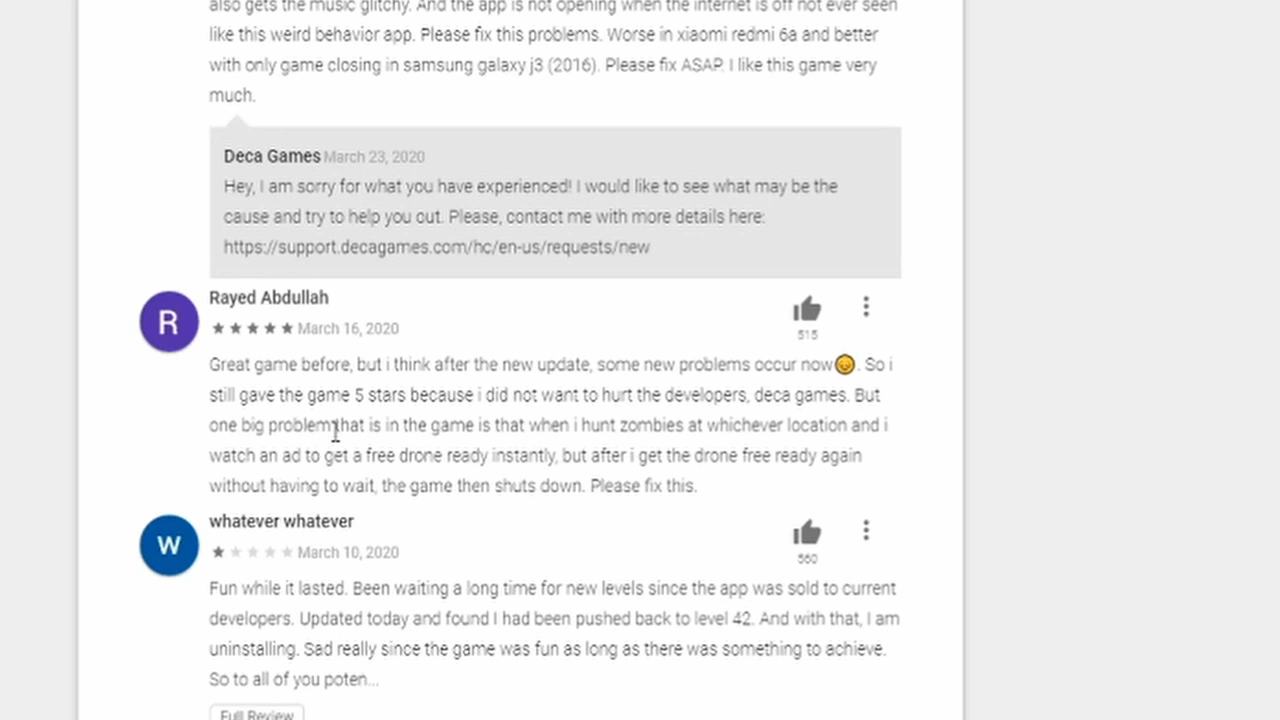 also gets the music glitchy. And the app is not opening when the internet is off not ever seen
like this weird behavior app. Please fix this problems. Worse in xiaomi redmi 6a and better
with only game closing in samsung galaxy j3 (2016). Please fix ASAP. I like this game very
much.
Deca Games March 23, 2020
Hey, I am sorry for what you have experienced! I would like to see what may be the
cause and try to help you out. Please, contact me with more details here:
https://support.decagames.com/hc/en-us/requests/new
Rayed Abdullah
R
★★★★★ March 16, 2020
515
Great game before, but i think after the new update, some new problems occur now😔. So i
still gave the game 5 stars because i did not want to hurt the developers, deca games. But
one big problem that is in the game is that when i hunt zombies at whichever location and i
watch an ad to get a free drone ready instantly, but after i get the drone free ready again
without having to wait, the game then shuts down. Please fix this.
whatever whatever
W
★★★★★ March 10, 2020
560
Fun while it lasted. Been waiting a long time for new levels since the app was sold to current
developers. Updated today and found I had been pushed back to level 42. And with that, I am
uninstalling. Sad really since the game was fun as long as there was something to achieve.
So to all of you poten...
Full Review